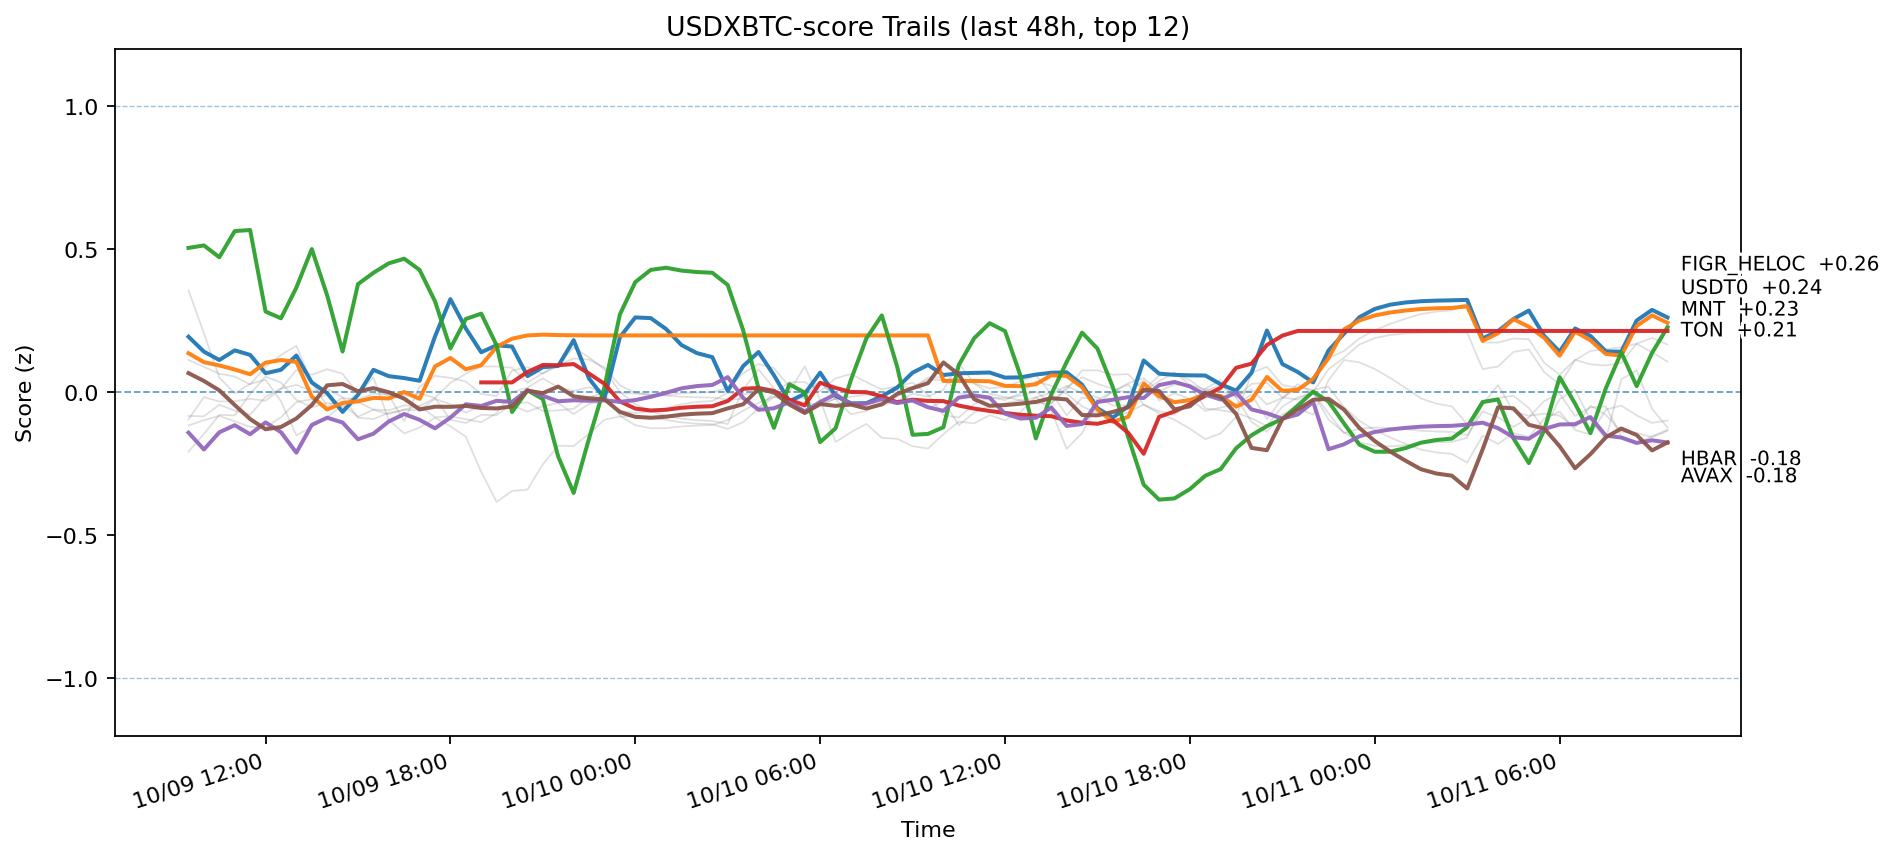 USDXBTC-score Trails (last 48h, top 12)
Score (z)
1.0
0.5
0.0
−0.5
−1.0
FIGR_HELOC +0.26
USDT0 +0.24
MNT +0.23
TON +0.21
HBAR -0.18
AVAX -0.18
10/09 12:00
10/09 18:00
10/10 00:00
10/10 06:00
10/10 12:00
10/10 18:00
10/11 00:00
10/11 06:00
Time